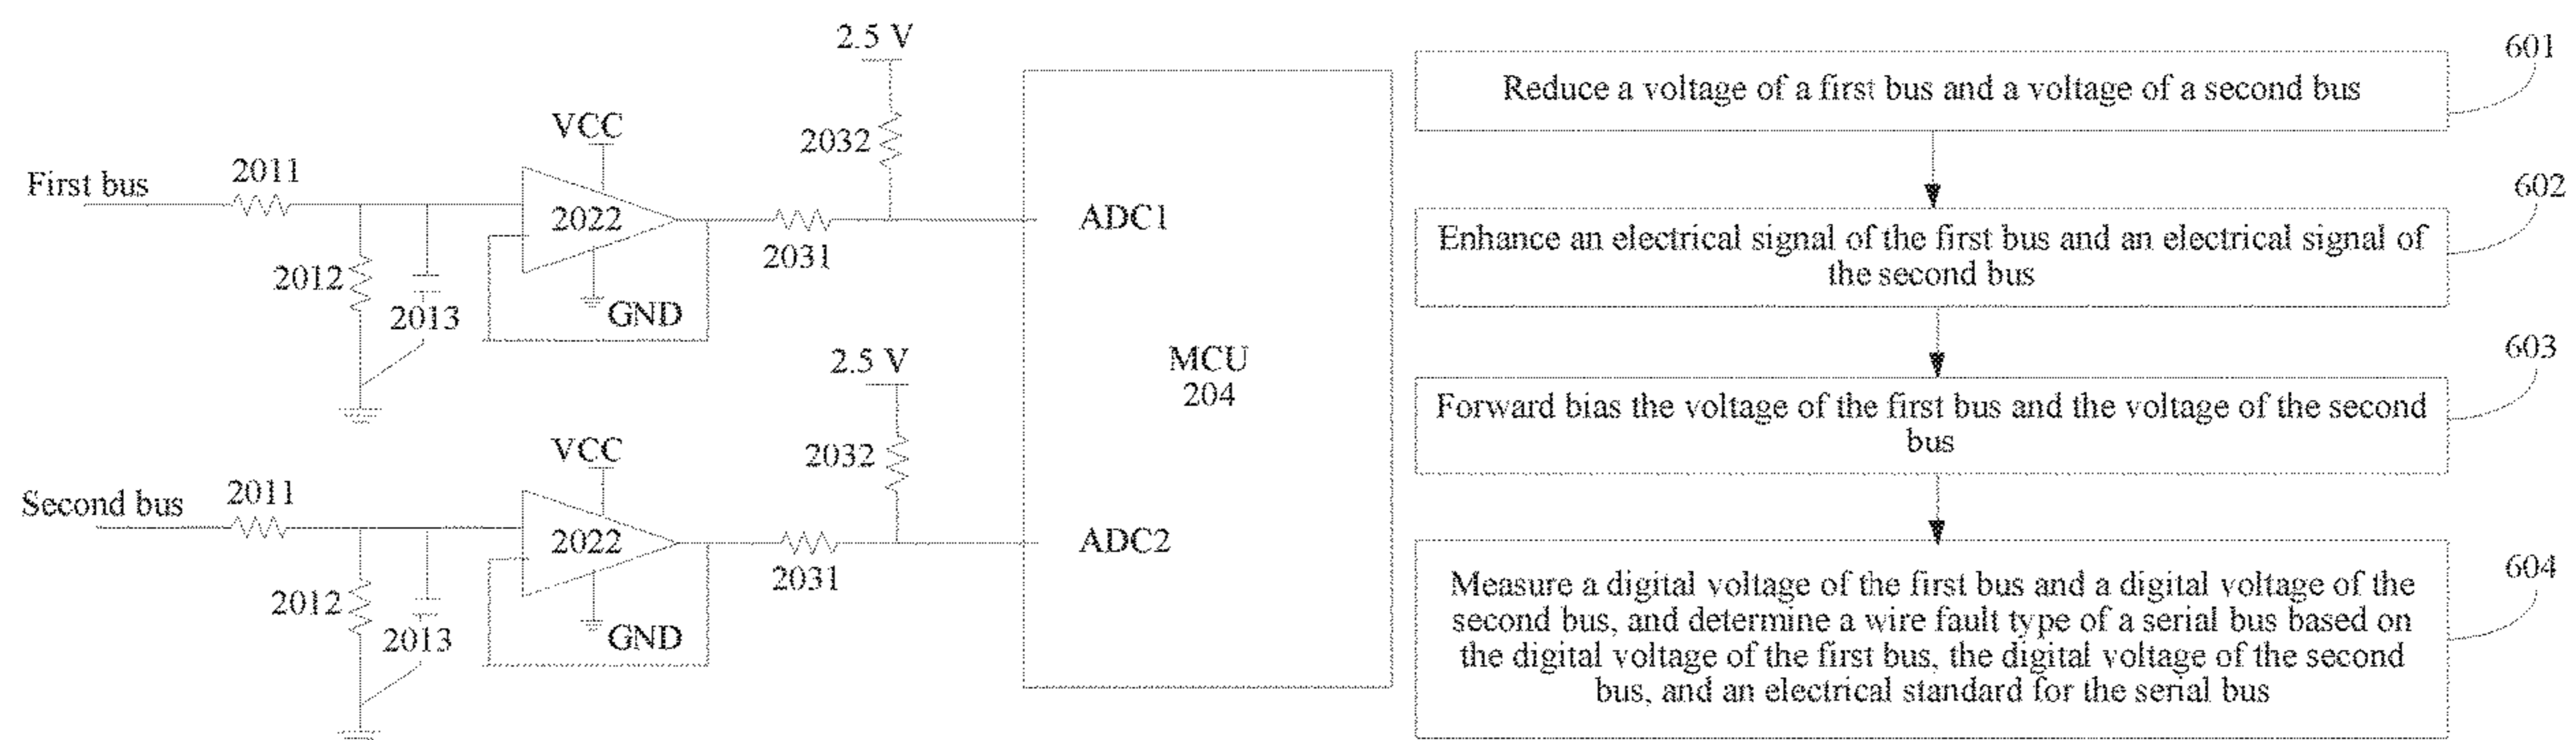 2.5 V
2032
VCC
First bus
2011
2022
2031
ADC1
2012
2013
GND
2.5 V
MCU
204
2032
VCC
Second bus
2011
2022
2031
ADC2
2012
2013
GND
601
Reduce a voltage of a first bus and a voltage of a second bus
602
Enhance an electrical signal of the first bus and an electrical signal of
the second bus
603
Forward bias the voltage of the first bus and the voltage of the second
bus
604
Measure a digital voltage of the first bus and a digital voltage of the
second bus, and determine a wire fault type of a serial bus based on
the digital voltage of the first bus, the digital voltage of the second
bus, and an electrical standard for the serial bus